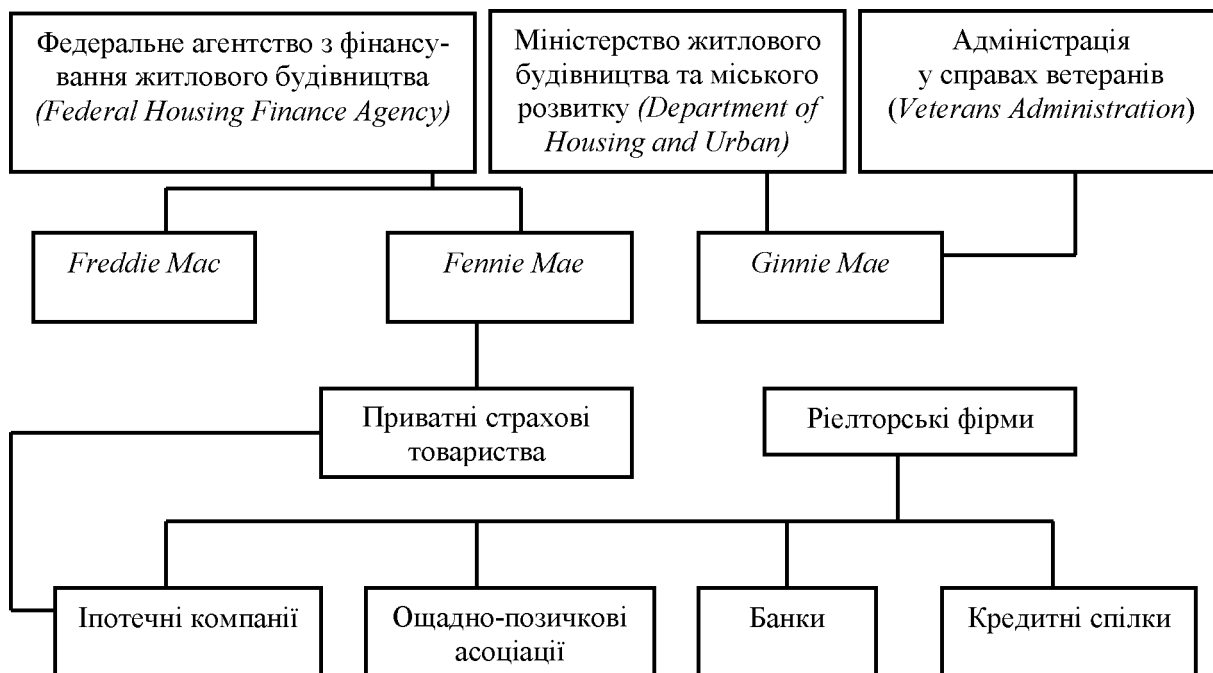 Федеральне агентство з фінансу-
вання житлового будівництва
(Federal Housing Finance Agency)
Міністерство житлового
будівництва та міського
розвитку (Department of
Housing and Urban)
Адміністрація
у справах ветеранів
(Veterans Administration)
Freddie Mac
Fennie Mae
Ginnie Mae
Приватні страхові
товариства
Ріелторські фірми
Іпотечні компанії
Ощадно-позичкові
асоціації
Банки
Кредитні спілки